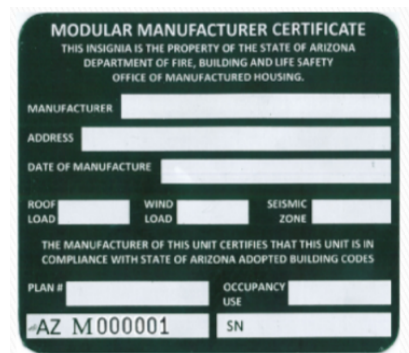 MODULAR MANUFACTURER CERTIFICATE
THIS INSIGNIA IS THE PROPERTY OF THE STATE OF ARIZONA
DEPARTMENT OF FIRE, BUILDING AND LIFE SAFETY
OFFICE OF MANUFACTURED HOUSING.
MANUFACTURER
ADDRESS
DATE OF MANUFACTURE
ROOF LOAD WIND LOAD SEISMIC ZONE
THE MANUFACTURER OF THIS UNIT CERTIFIES THAT THIS UNIT IS IN
COMPLIANCE WITH STATE OF ARIZONA ADOPTED BUILDING CODES
PLAN # OCCUPANCY USE
AZ M000001 SN